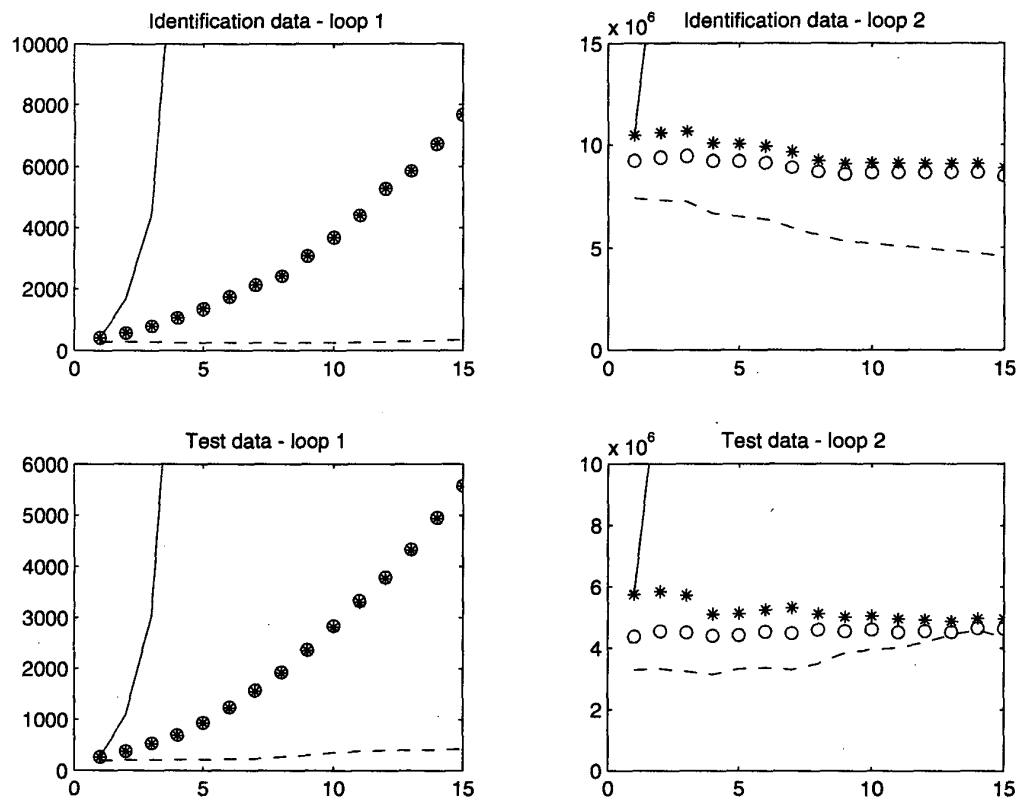 Identification data - loop 1
10000
8000
6000
4000
2000
0
0 5 10 15
Identification data - loop 2
x 10^6
15
10
5
0
0 5 10 15
Test data - loop 1
6000
5000
4000
3000
2000
1000
0
0 5 10 15
Test data - loop 2
x 10^6
10
8
6
4
2
0
0 5 10 15